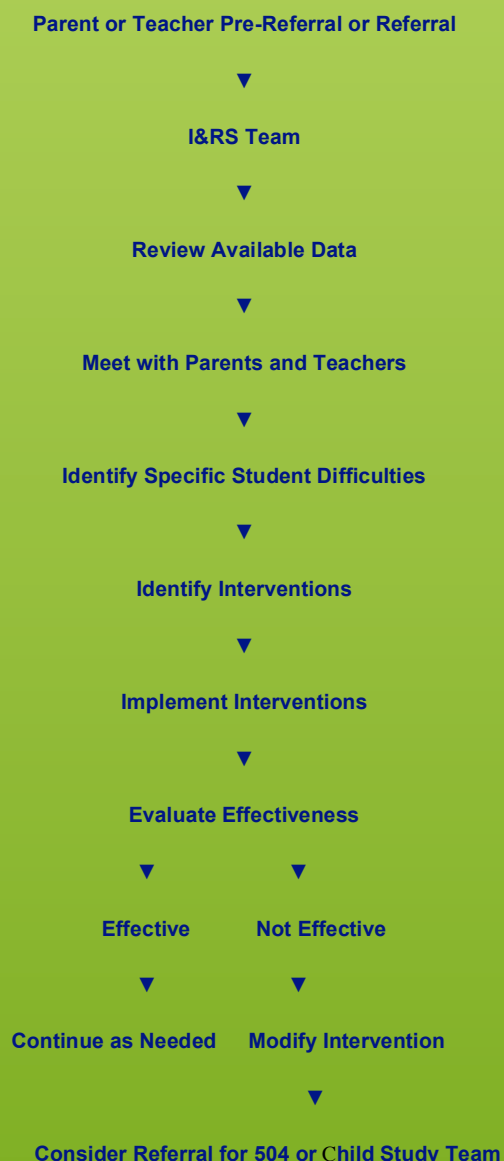 Parent or Teacher Pre-Referral or Referral
▼
I&RS Team
▼
Review Available Data
▼
Meet with Parents and Teachers
▼
Identify Specific Student Difficulties
▼
Identify Interventions
▼
Implement Interventions
▼
Evaluate Effectiveness
▼ ▼
Effective Not Effective
▼ ▼
Continue as Needed Modify Intervention
▼
Consider Referral for 504 or Child Study Team